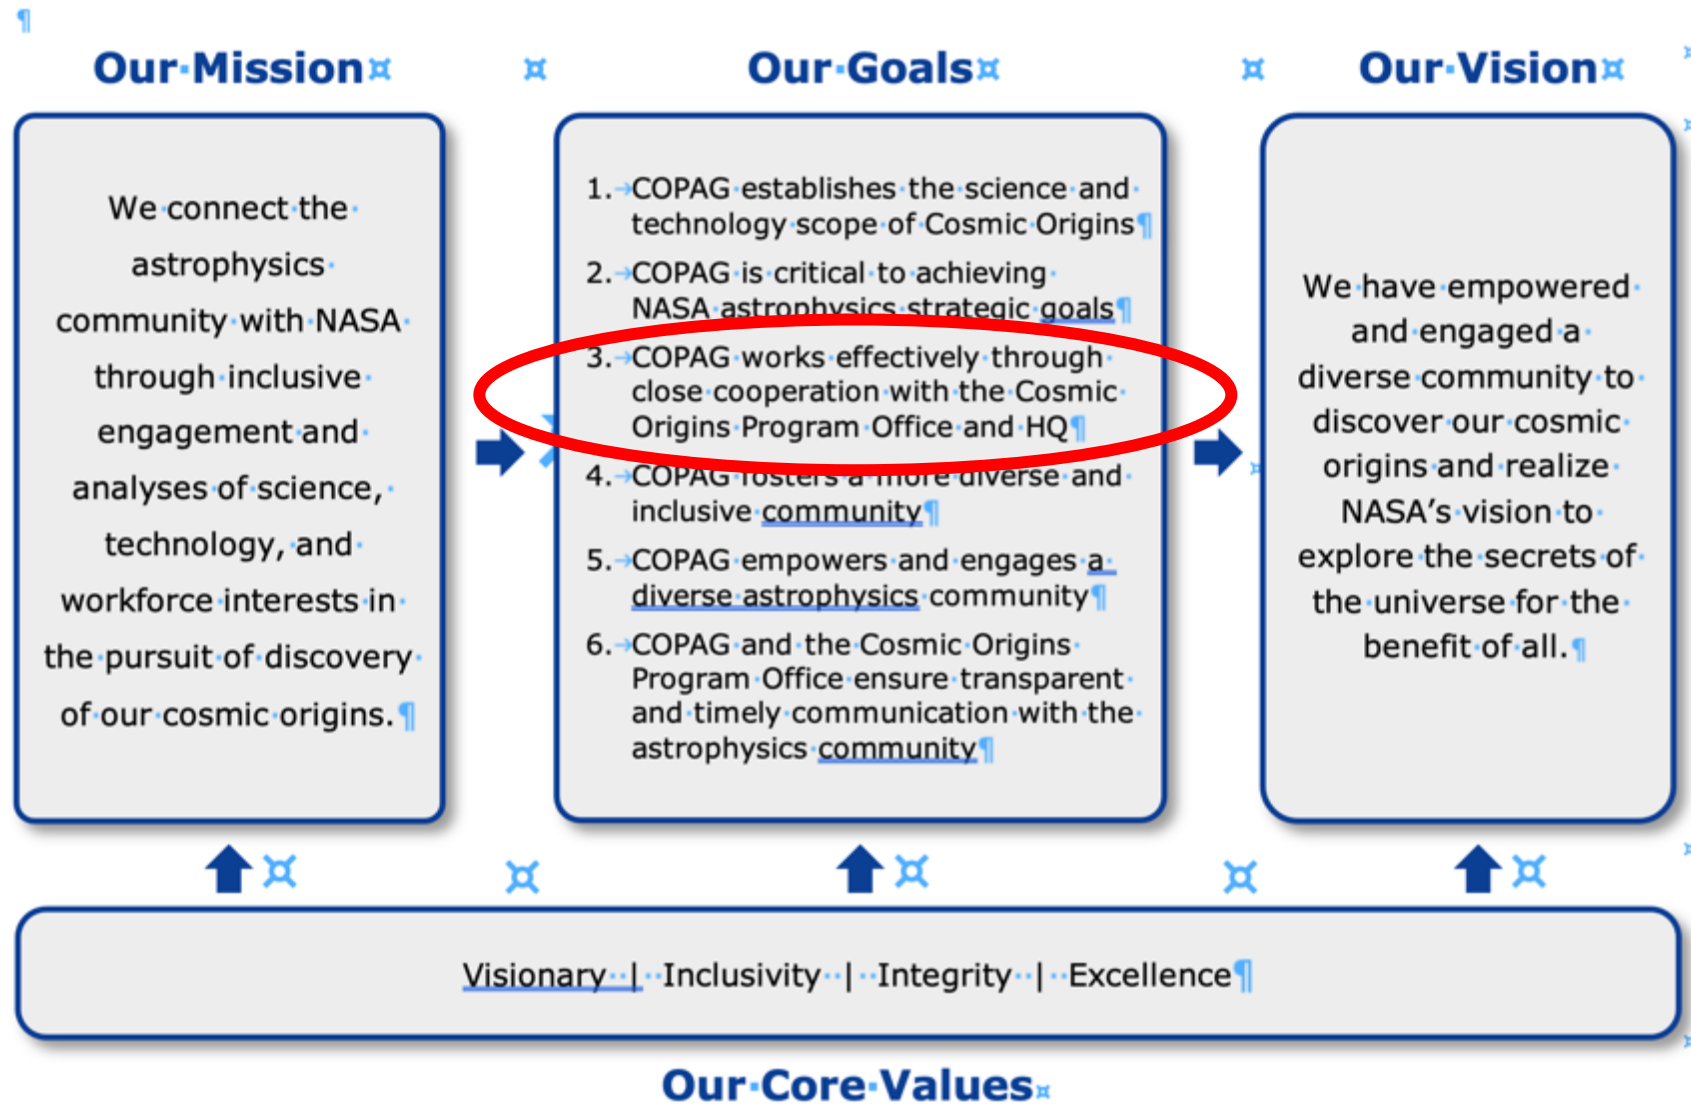 Our Mission
Our Goals
Our Vision
We connect the
astrophysics
community with NASA
through inclusive
engagement and
analyses of science,
technology, and
workforce interests in
the pursuit of discovery
of our cosmic origins.
1. COPAG establishes the science and
technology scope of Cosmic Origins
2. COPAG is critical to achieving
NASA astrophysics strategic goals
3. COPAG works effectively through
close cooperation with the Cosmic
Origins Program Office and HQ
4. COPAG fosters a more diverse and
inclusive community
5. COPAG empowers and engages a
diverse astrophysics community
6. COPAG and the Cosmic Origins
Program Office ensure transparent
and timely communication with the
astrophysics community
We have empowered
and engaged a
diverse community to
discover our cosmic
origins and realize
NASA's vision to
explore the secrets of
the universe for the
benefit of all.
Visionary | Inclusivity | Integrity | Excellence
Our Core Values